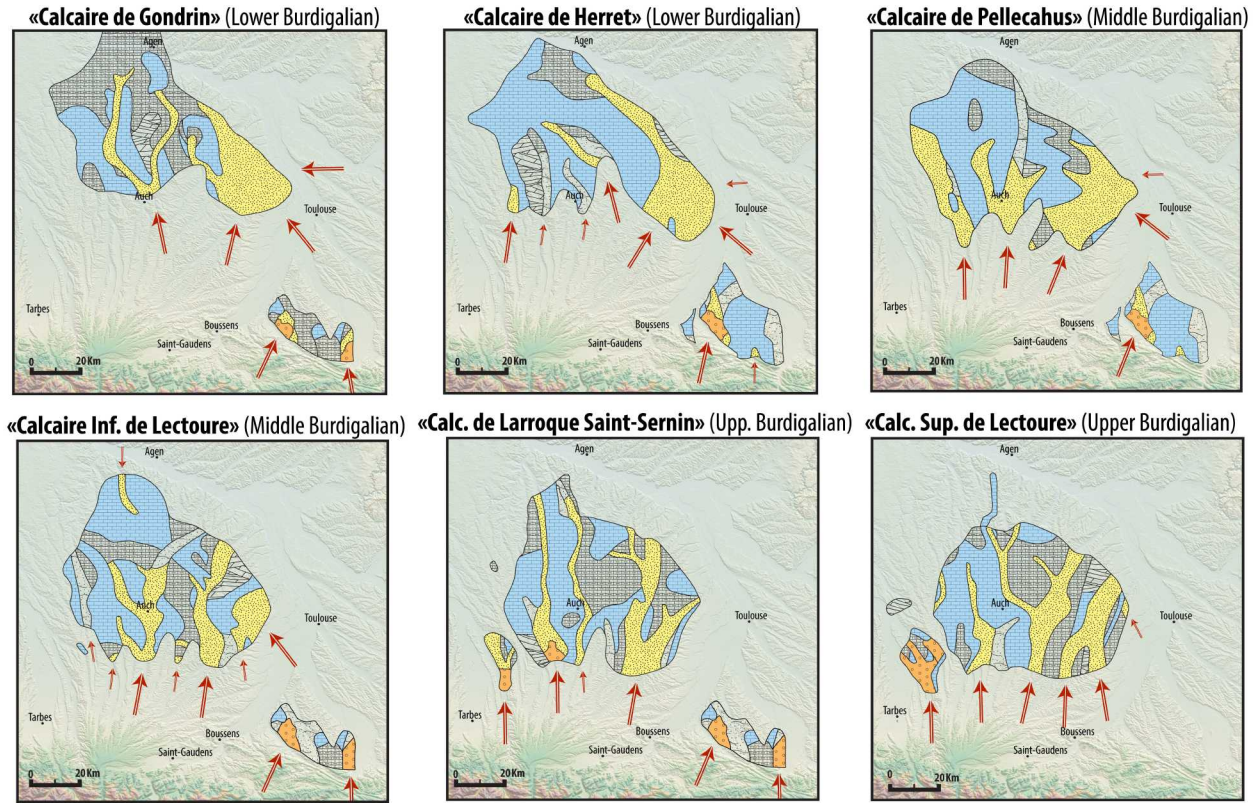 «Calcaire de Gondrin» (Lower Burdigalian)
Agen
Auch
Toulouse
Tarbes
Boussens
Saint-Gaudens
0 20 Km
«Calcaire de Herret» (Lower Burdigalian)
Agen
Auch
Toulouse
Tarbes
Boussens
Saint-Gaudens
0 20 Km
«Calcaire de Pellecahus» (Middle Burdigalian)
Agen
Auch
Toulouse
Tarbes
Boussens
Saint-Gaudens
0 20 Km
«Calcaire Inf. de Lectoure» (Middle Burdigalian)
Agen
Auch
Toulouse
Tarbes
Boussens
Saint-Gaudens
0 20 Km
«Calc. de Larroque Saint-Sernin» (Upp. Burdigalian)
Agen
Auch
Toulouse
Tarbes
Boussens
Saint-Gaudens
0 20 Km
«Calc. Sup. de Lectoure» (Upper Burdigalian)
Agen
Auch
Toulouse
Tarbes
Boussens
Saint-Gaudens
0 20 Km